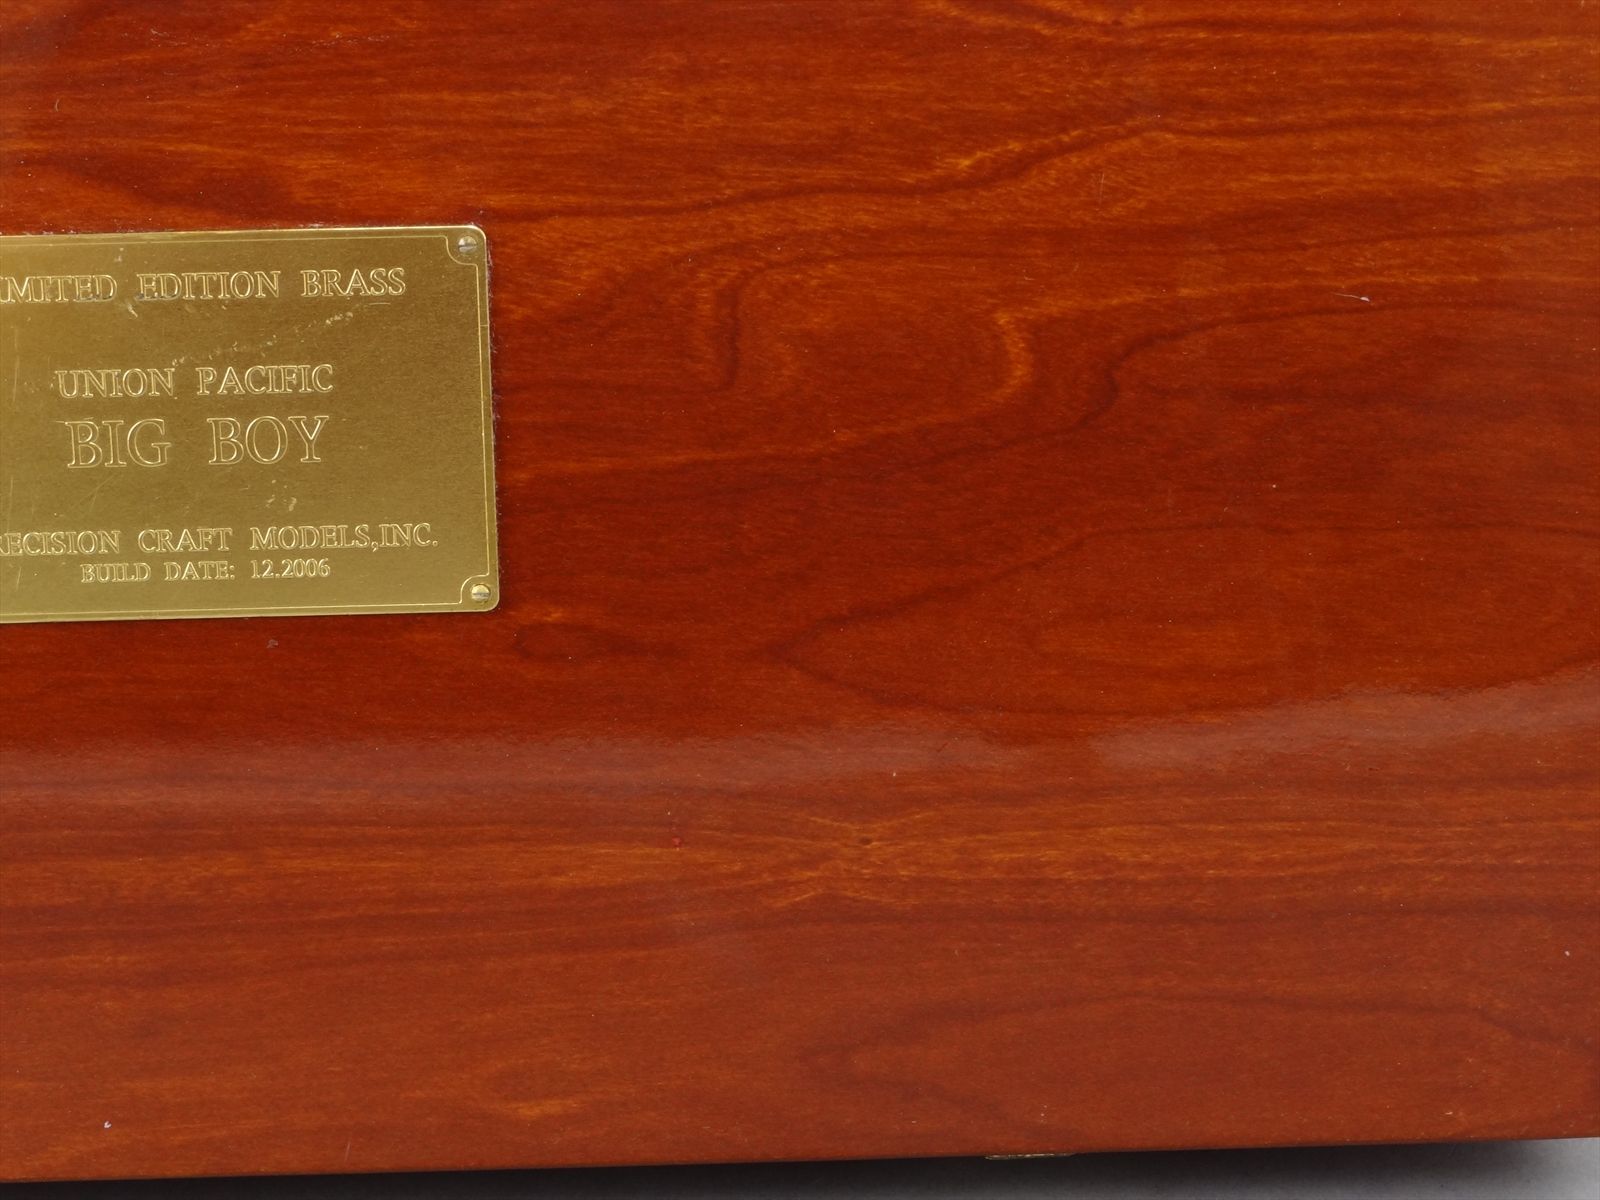 IMITED EDITION BRASS
UNION PACIFIC
BIG BOY
RECISION CRAFT MODELS,INC.
BUILD DATE: 12.2006